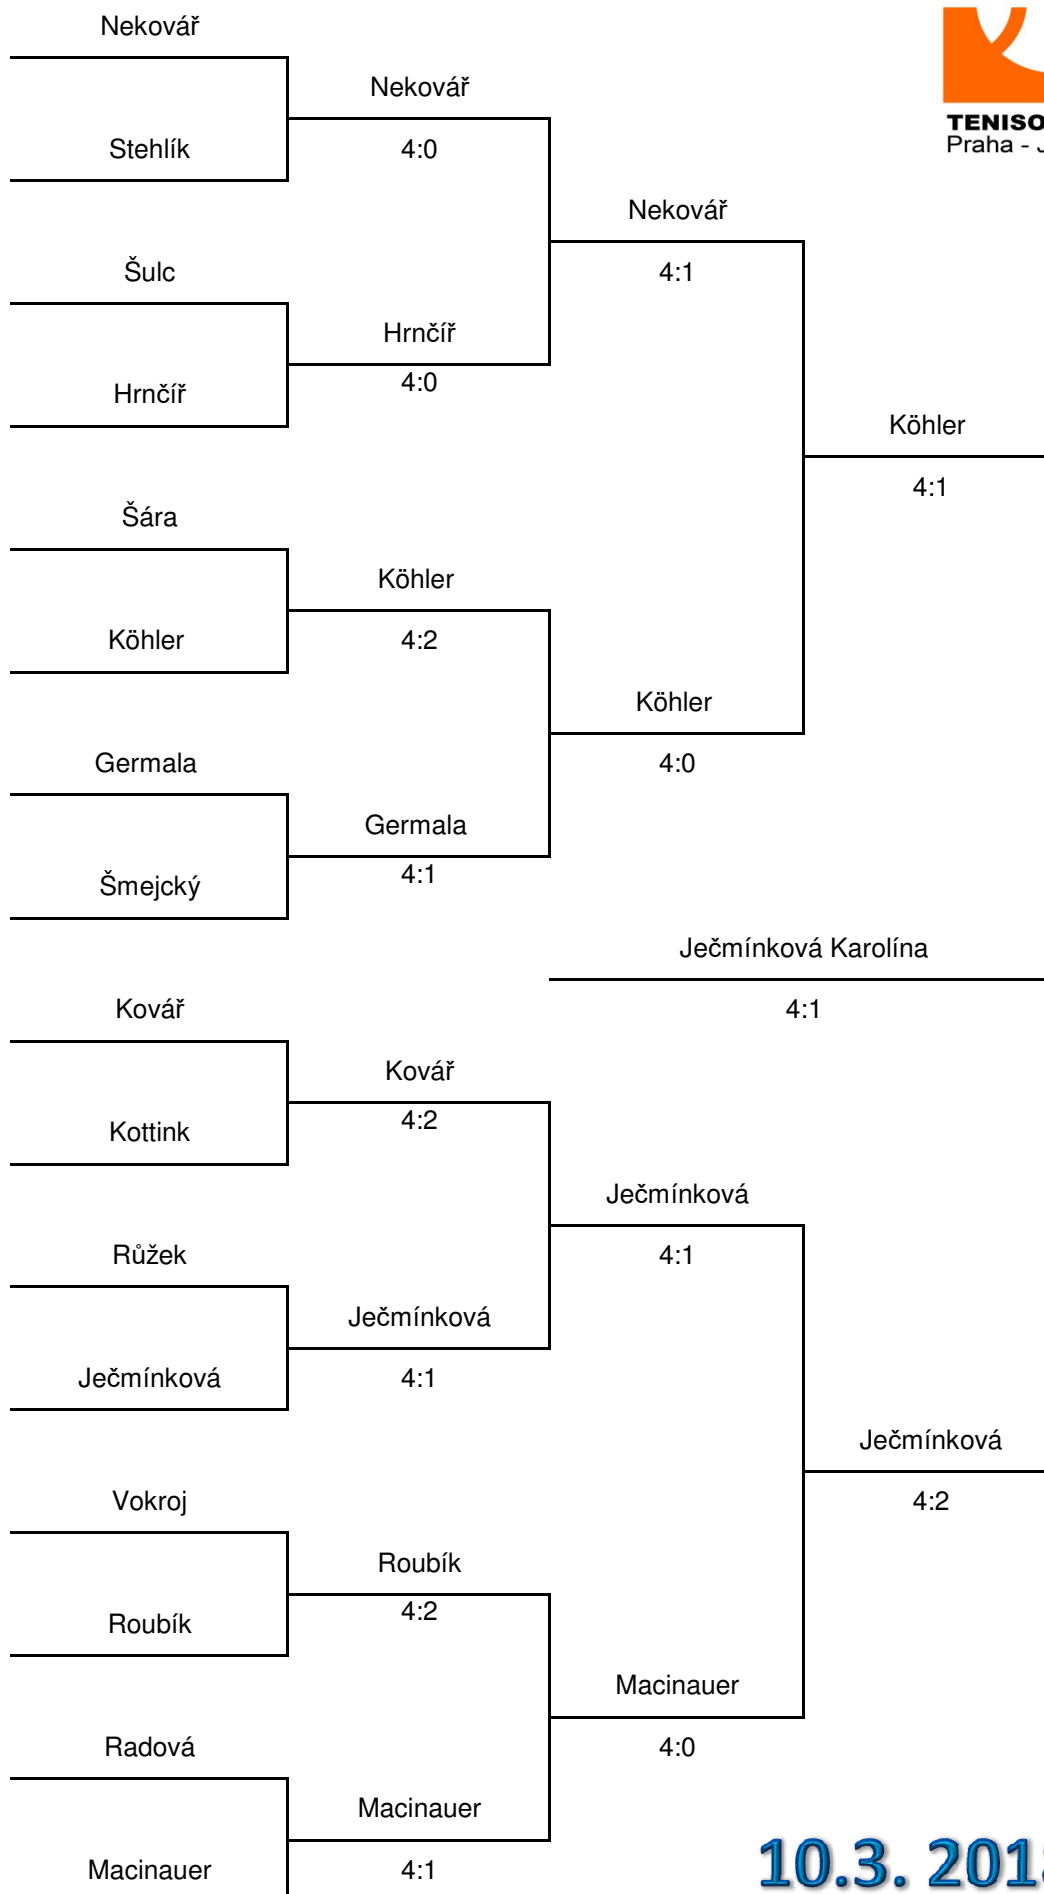 Nekovář
Nekovář
Stehlík
4:0
TENISO
Praha - J
Nekovář
Šulc
4:1
Hrnčíř
4:0
Hrnčíř
Köhler
4:1
Šára
Köhler
Köhler
4:2
Köhler
Germala
4:0
Germala
4:1
Šmejcký
Ječmínková Karolína
4:1
Kovář
Kovář
4:2
Kottink
Ječmínková
Růžek
4:1
Ječmínková
Ječmínková
4:1
Ječmínková
4:2
Vokroj
Roubík
4:2
Roubík
Macinauer
Radová
4:0
Macinauer
Macinauer
4:1
10.3. 2018